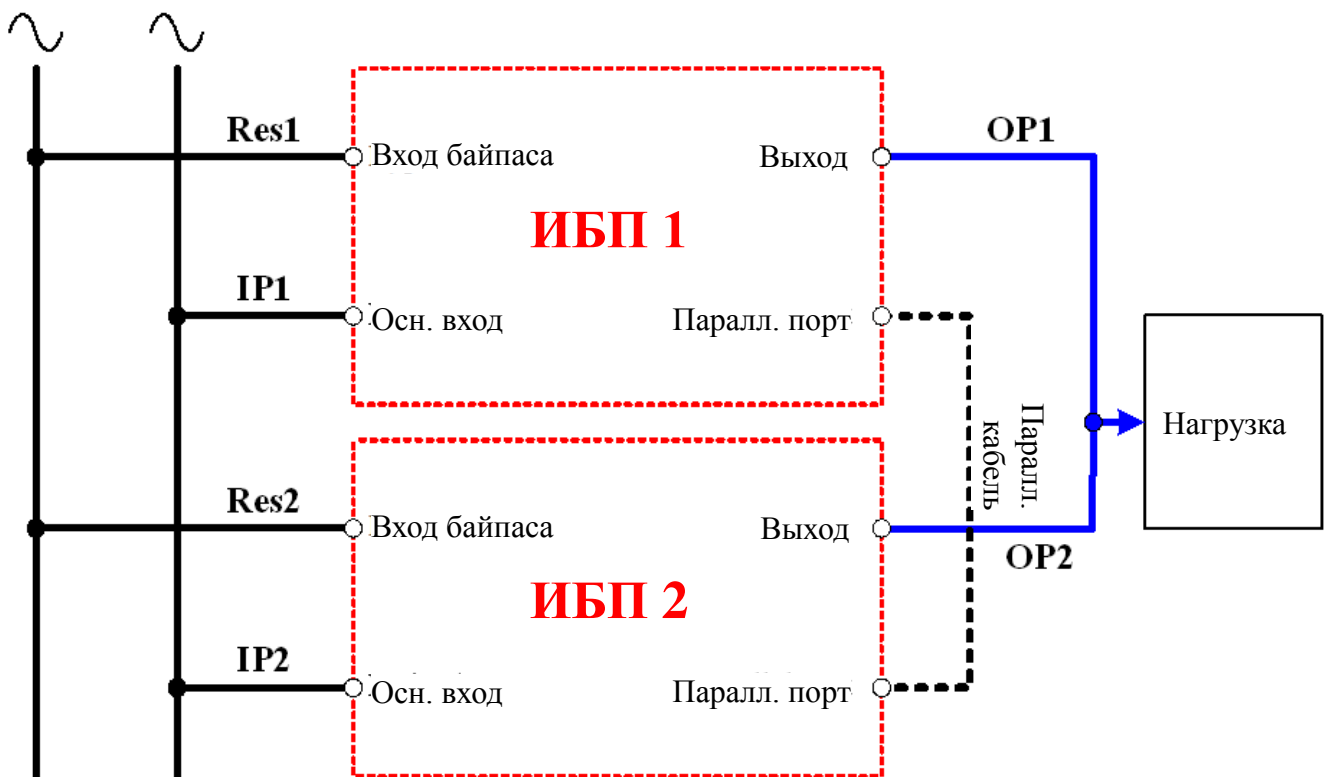 Res1
OP1
Вход байпаса
Выход
ИБП 1
IP1
Осн. вход
Паралл. порт
Паралл.
кабель
Нагрузка
Res2
Вход байпаса
Выход
OP2
ИБП 2
IP2
Осн. вход
Паралл. порт